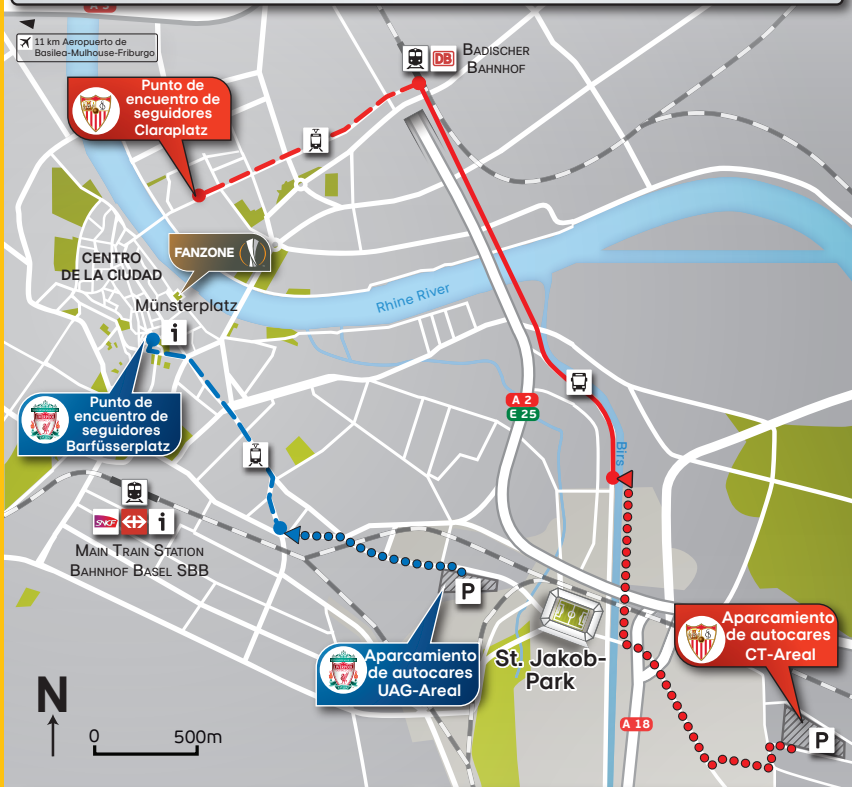 A 3
11 km Aeropuerto de
Basilea-Mulhouse-Friburgo
DB
BADISCHER
BAHNHOF
Punto de
encuentro de
seguidores
Claraplatz
CENTRO
DE LA CIUDAD
FANZONE
Münsterplatz
i
Rhine River
Punto de
encuentro de
seguidores
Barfüsserplatz
A 2
E 25
Birs
SNCF
i
MAIN TRAIN STATION
BAHNHOF BASEL SBB
P
Aparcamiento
de autocares
UAG-Areal
St. Jakob-
Park
Aparcamiento
de autocares
CT-Areal
P
A 18
N
0 500m